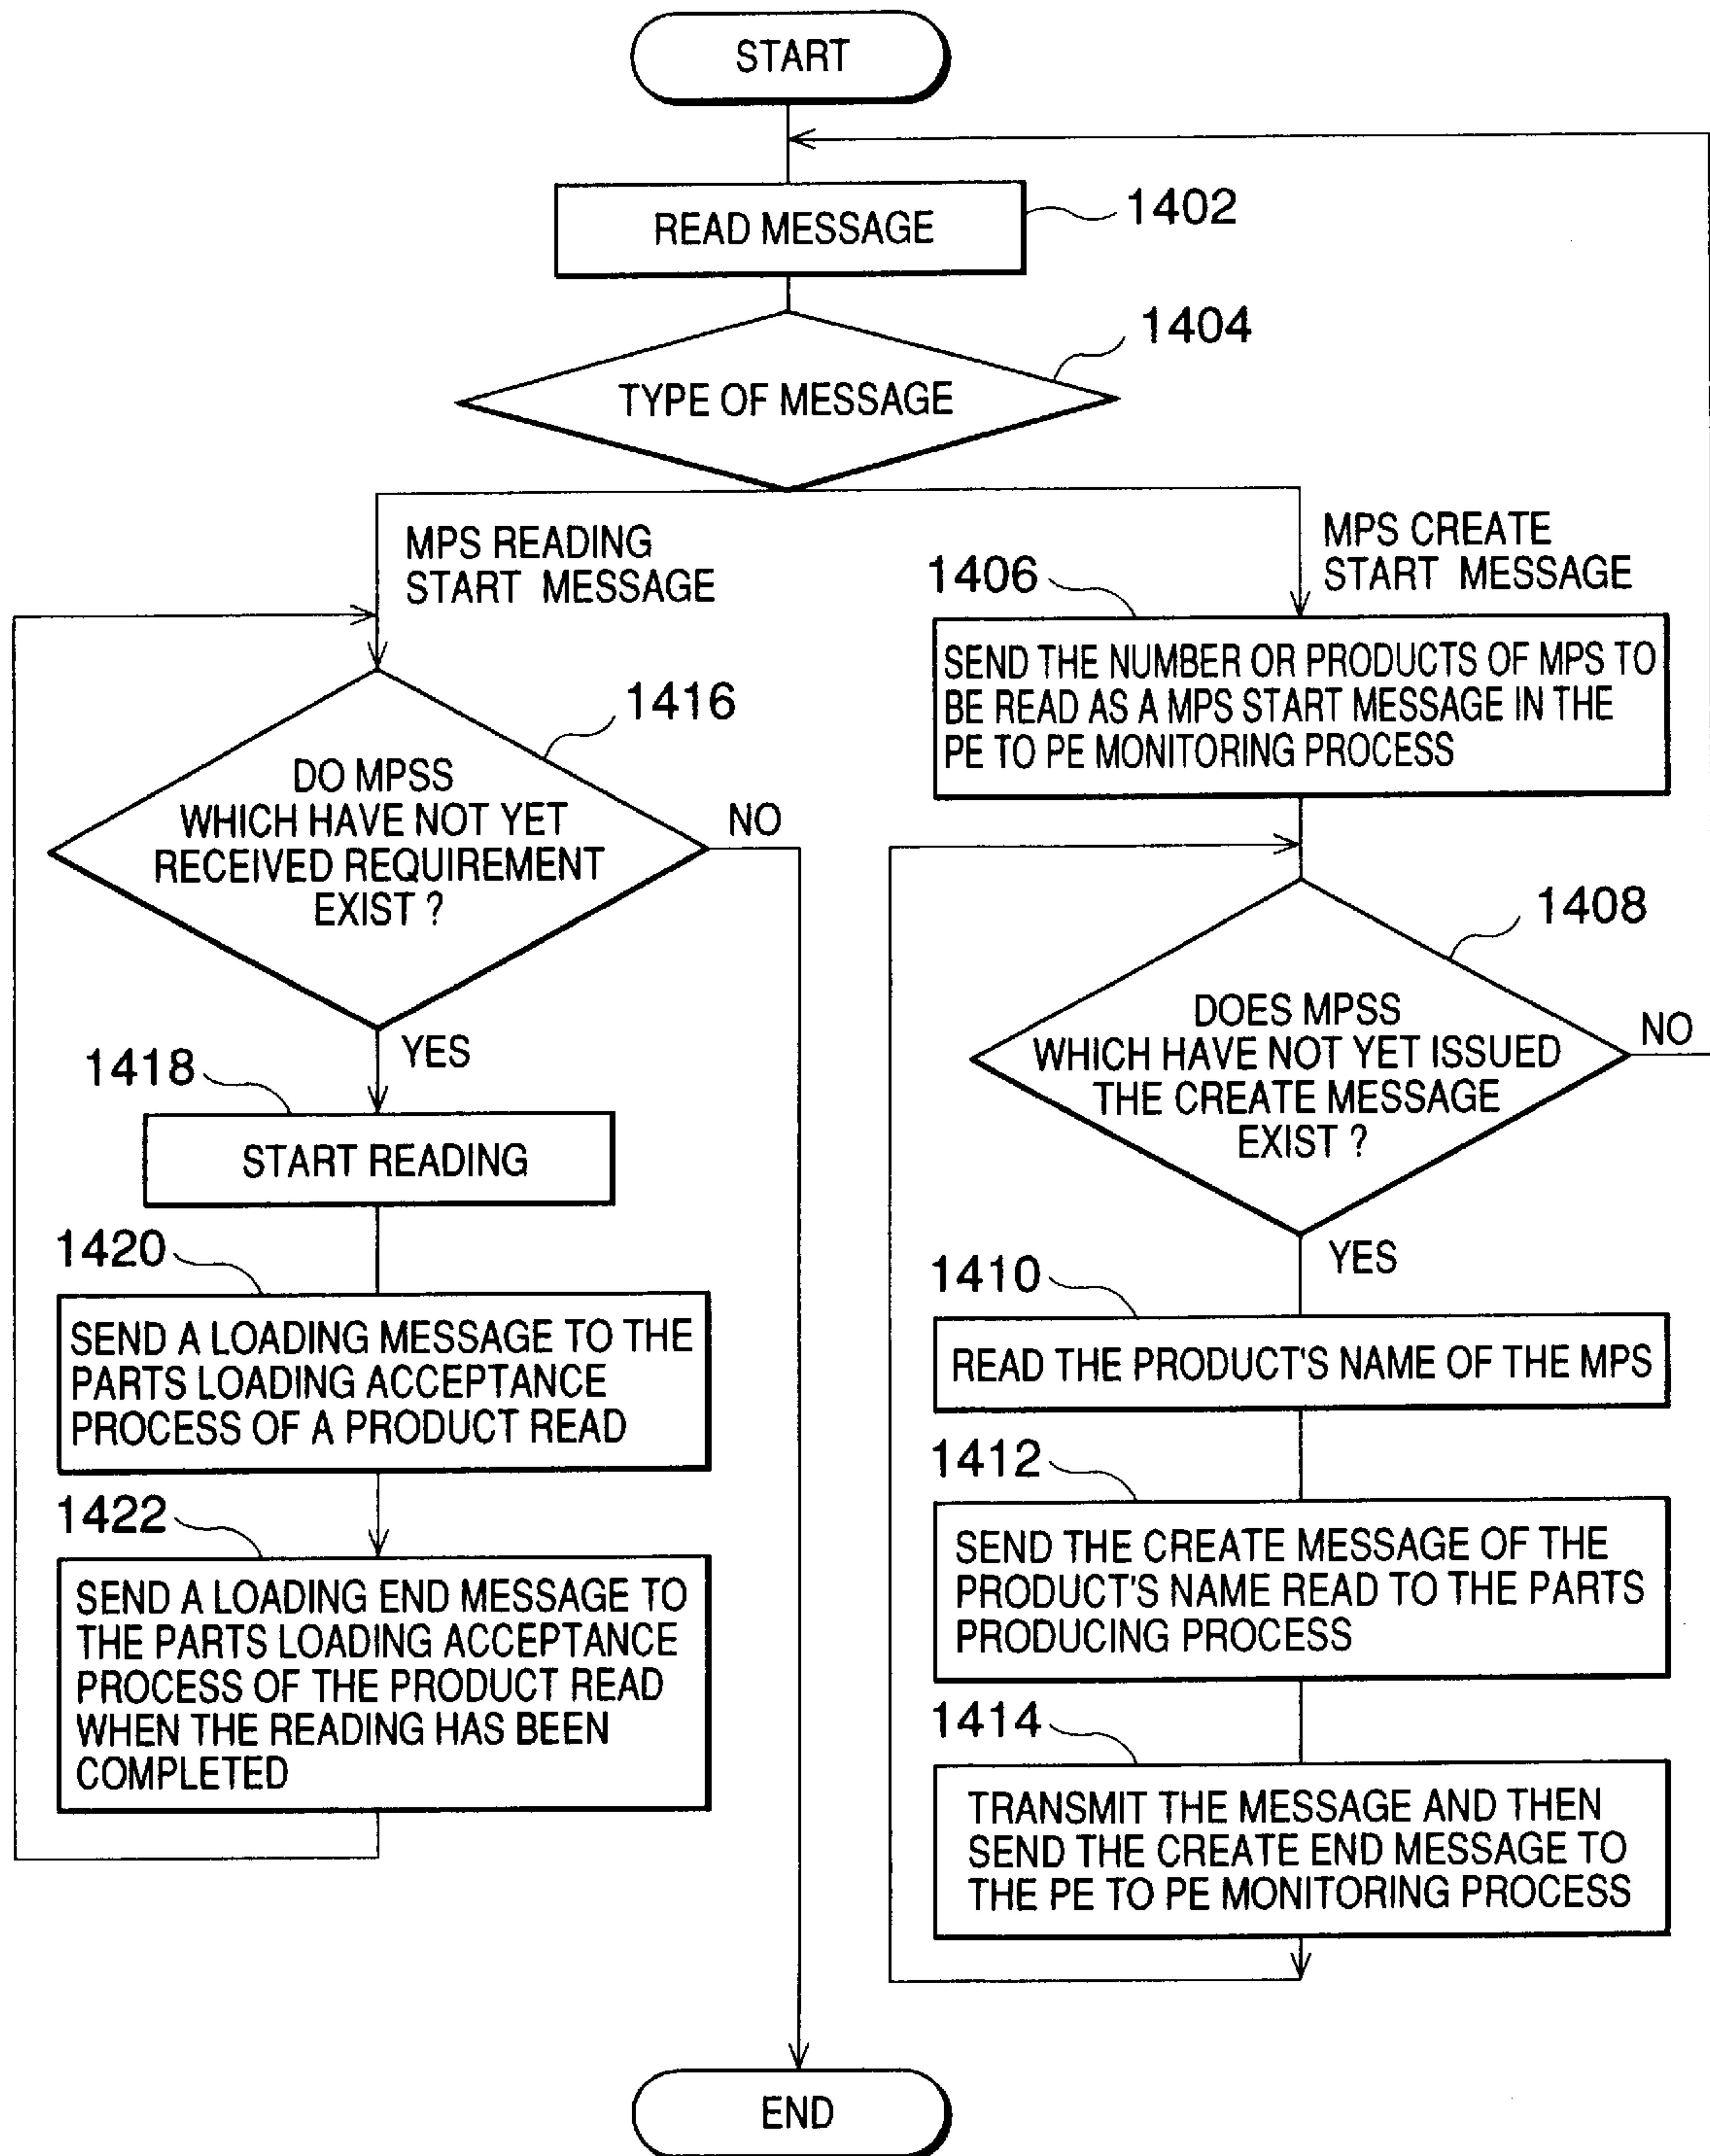 START
READ MESSAGE
1402
1404
TYPE OF MESSAGE
MPS READING
START MESSAGE
MPS CREATE
START MESSAGE
1406
SEND THE NUMBER OR PRODUCTS OF MPS TO
BE READ AS A MPS START MESSAGE IN THE
PE TO PE MONITORING PROCESS
1416
DO MPSS
WHICH HAVE NOT YET
RECEIVED REQUIREMENT
EXIST ?
NO
YES
1408
DOES MPSS
WHICH HAVE NOT YET ISSUED
THE CREATE MESSAGE
EXIST ?
NO
YES
1418
START READING
1420
SEND A LOADING MESSAGE TO THE
PARTS LOADING ACCEPTANCE
PROCESS OF A PRODUCT READ
1422
SEND A LOADING END MESSAGE TO
THE PARTS LOADING ACCEPTANCE
PROCESS OF THE PRODUCT READ
WHEN THE READING HAS BEEN
COMPLETED
1410
READ THE PRODUCT'S NAME OF THE MPS
1412
SEND THE CREATE MESSAGE OF THE
PRODUCT'S NAME READ TO THE PARTS
PRODUCING PROCESS
1414
TRANSMIT THE MESSAGE AND THEN
SEND THE CREATE END MESSAGE TO
THE PE TO PE MONITORING PROCESS
END